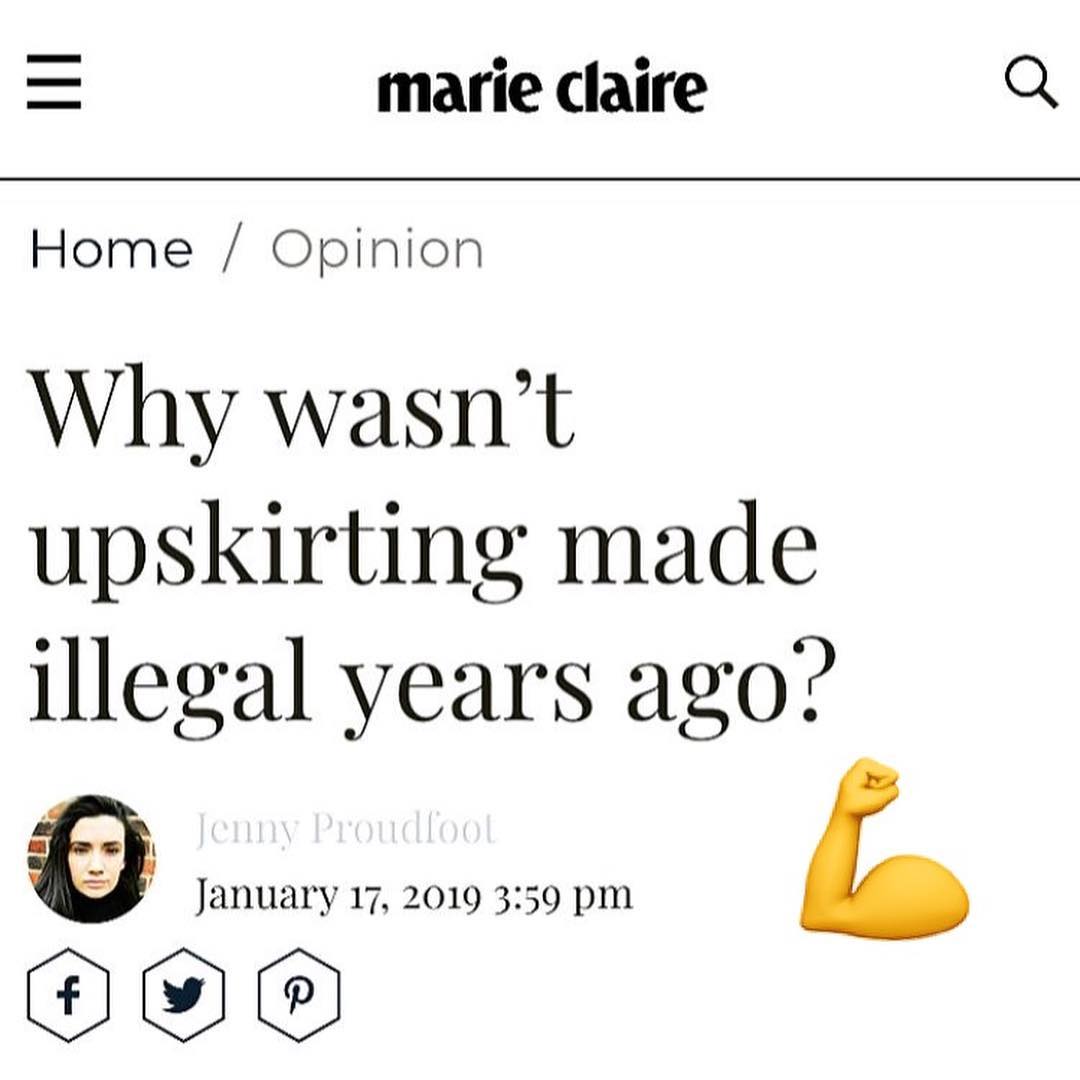 marie claire
Home / Opinion
Why wasn’t
upskirting made
illegal years ago?
Jenny Proudfoot
January 17, 2019 3:59 pm